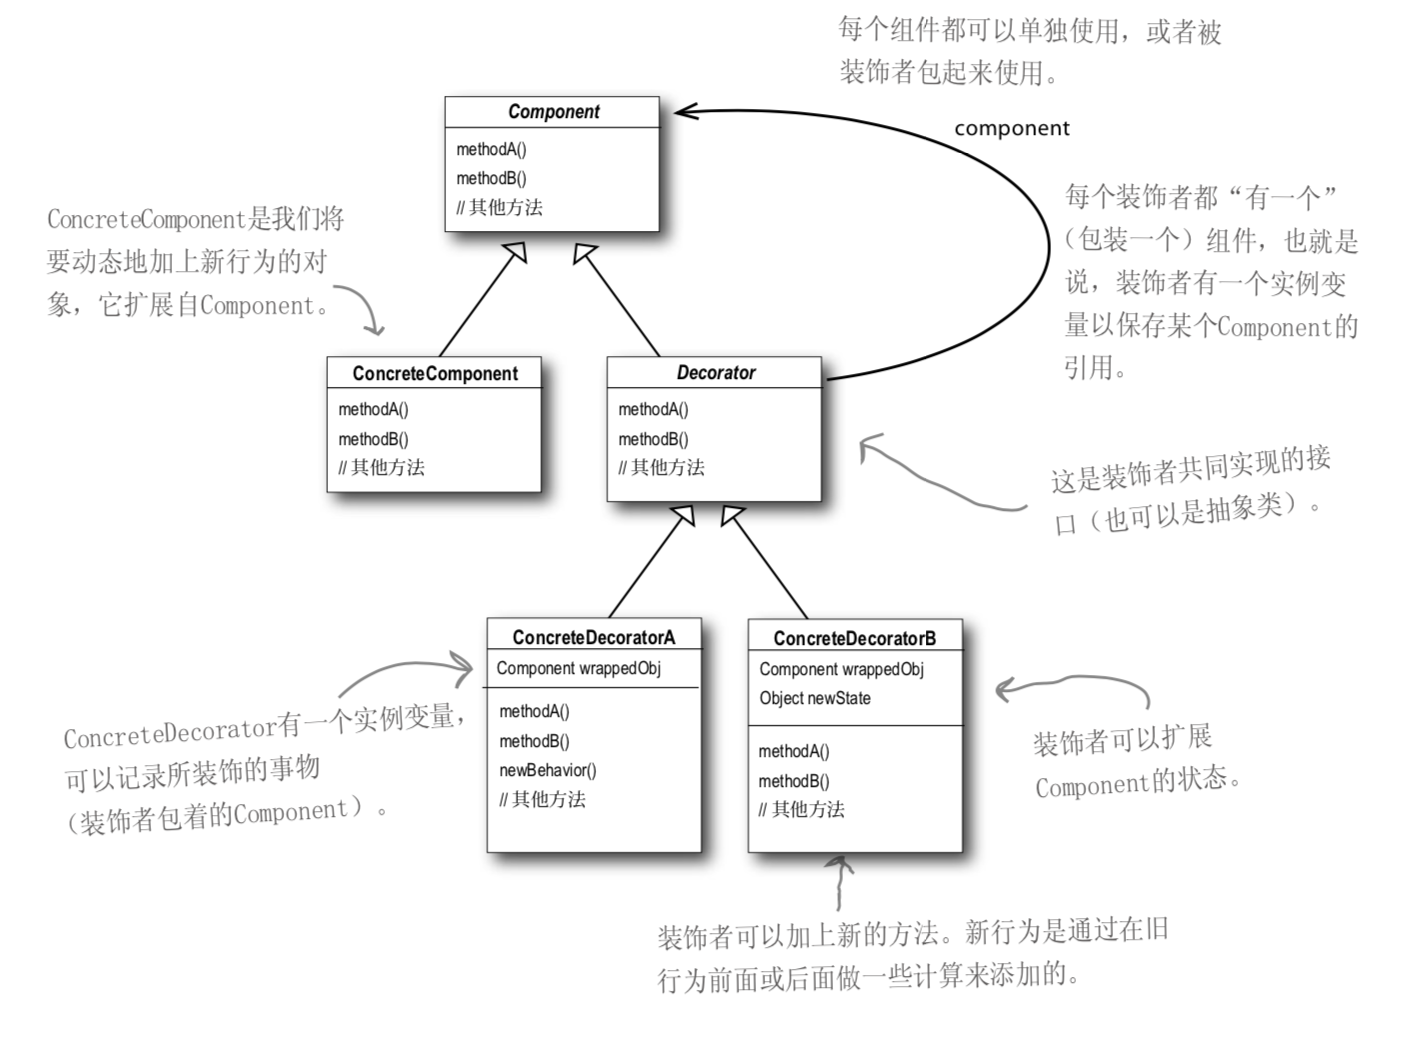 每个组件都可以单独使用，或者被
装饰者包起来使用。
Component
methodA()
methodB()
// 其他方法
component
ConcreteComponent是我们将
要动态地加上新行为的对
象，它扩展自Component。
每个装饰者都“有一个”
（包装一个）组件，也就是
说，装饰者有一个实例变
量以保存某个Component的
引用。
ConcreteComponent
methodA()
methodB()
// 其他方法
Decorator
methodA()
methodB()
// 其他方法
这是装饰者共同实现的接
口（也可以是抽象类）。
ConcreteDecoratorA
Component wrappedObj
methodA()
methodB()
newBehavior()
// 其他方法
ConcreteDecoratorB
Component wrappedObj
Object newState
methodA()
methodB()
// 其他方法
ConcreteDecorator有一个实例变量，
可以记录所装饰的事物
（装饰者包着的Component）。
装饰者可以扩展
Component的状态。
装饰者可以加上新的方法。新行为是通过在旧
行为前面或后面做一些计算来添加的。